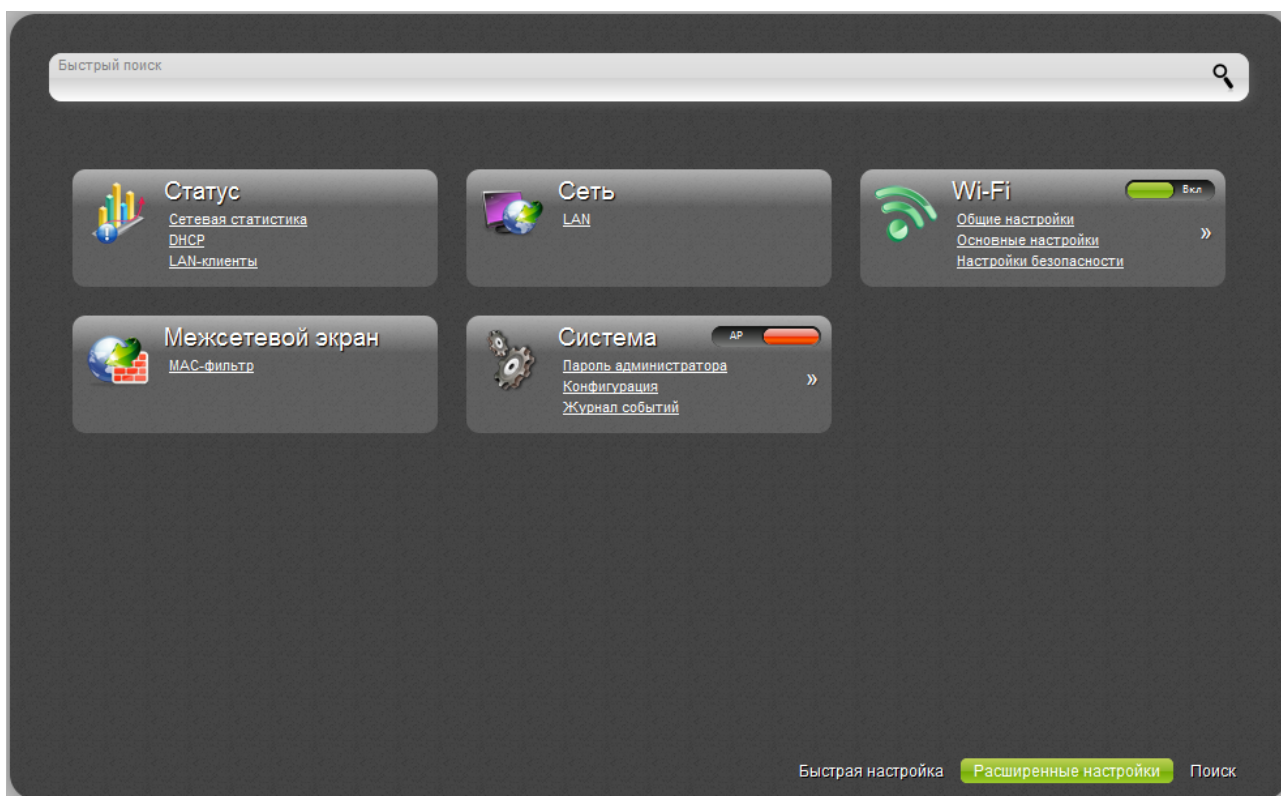 Быстрый поиск
Статус
Сетевая статистика
DHCP
LAN-клиенты
Сеть
LAN
Wi-Fi
Вкл
Общие настройки
Основные настройки
»
Настройки безопасности
Межсетевой экран
MAC-фильтр
Система
AP
Пароль администратора
Конфигурация
»
Журнал событий
Быстрая настройка
Расширенные настройки
Поиск